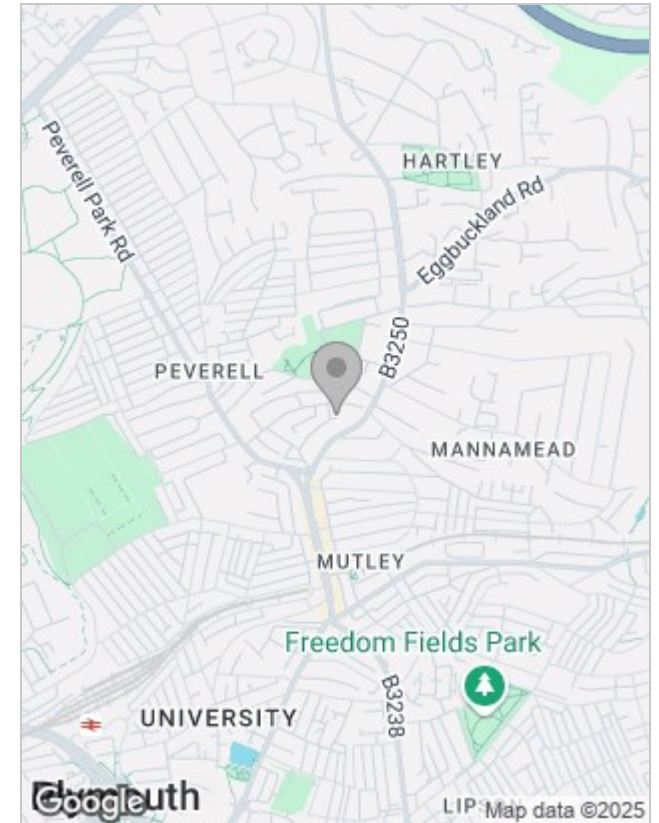 HARTLEY
Peverell Park Rd
Eggbuckland Rd
B3250
PEVERELL
MANNAMEAD
MUTLEY
Freedom Fields Park
B3238
UNIVERSITY
Google
Map data ©2025